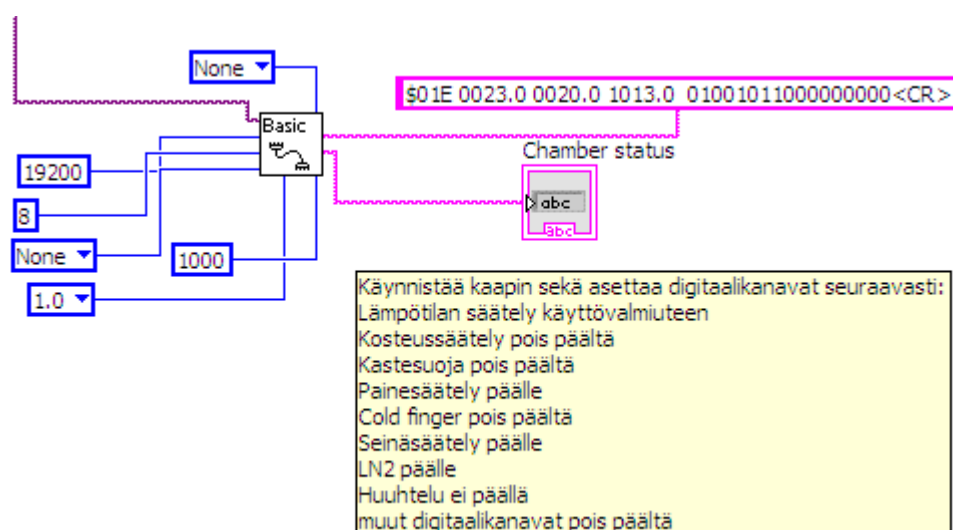 None
$01E 0023.0 0020.0 1013.0  01001011000000000<CR>
Basic
Chamber status
19200
abc
8
abc
None
1000
1.0
Käynnistää kaapin sekä asettaa digitaalikanavat seuraavasti:
Lämpötilan säätely käyttövalmiuteen
Kosteussäätely pois päältä
Kastesuoja pois päältä
Painesäätely päälle
Cold finger pois päältä
Seinäsäätely päälle
LN2 päälle
Huuhtelu ei päällä
muut digitaalikanavat pois päältä